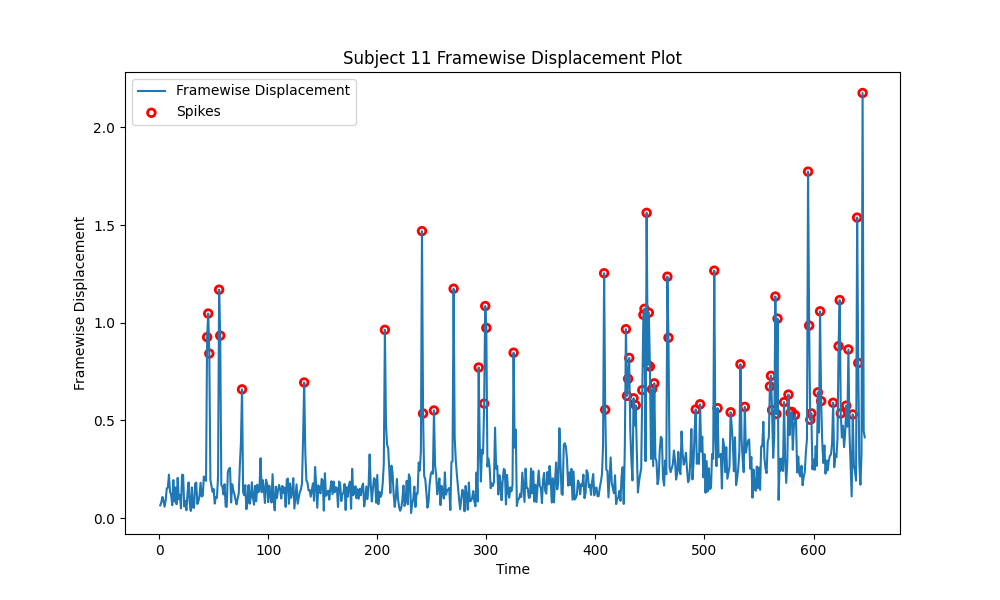 Subject 11 Framewise Displacement Plot
Framewise Displacement
Spikes
2.0
1.5
1.0
0.5
0.0
Framewise Displacement
0
100
200
300
400
500
600
Time